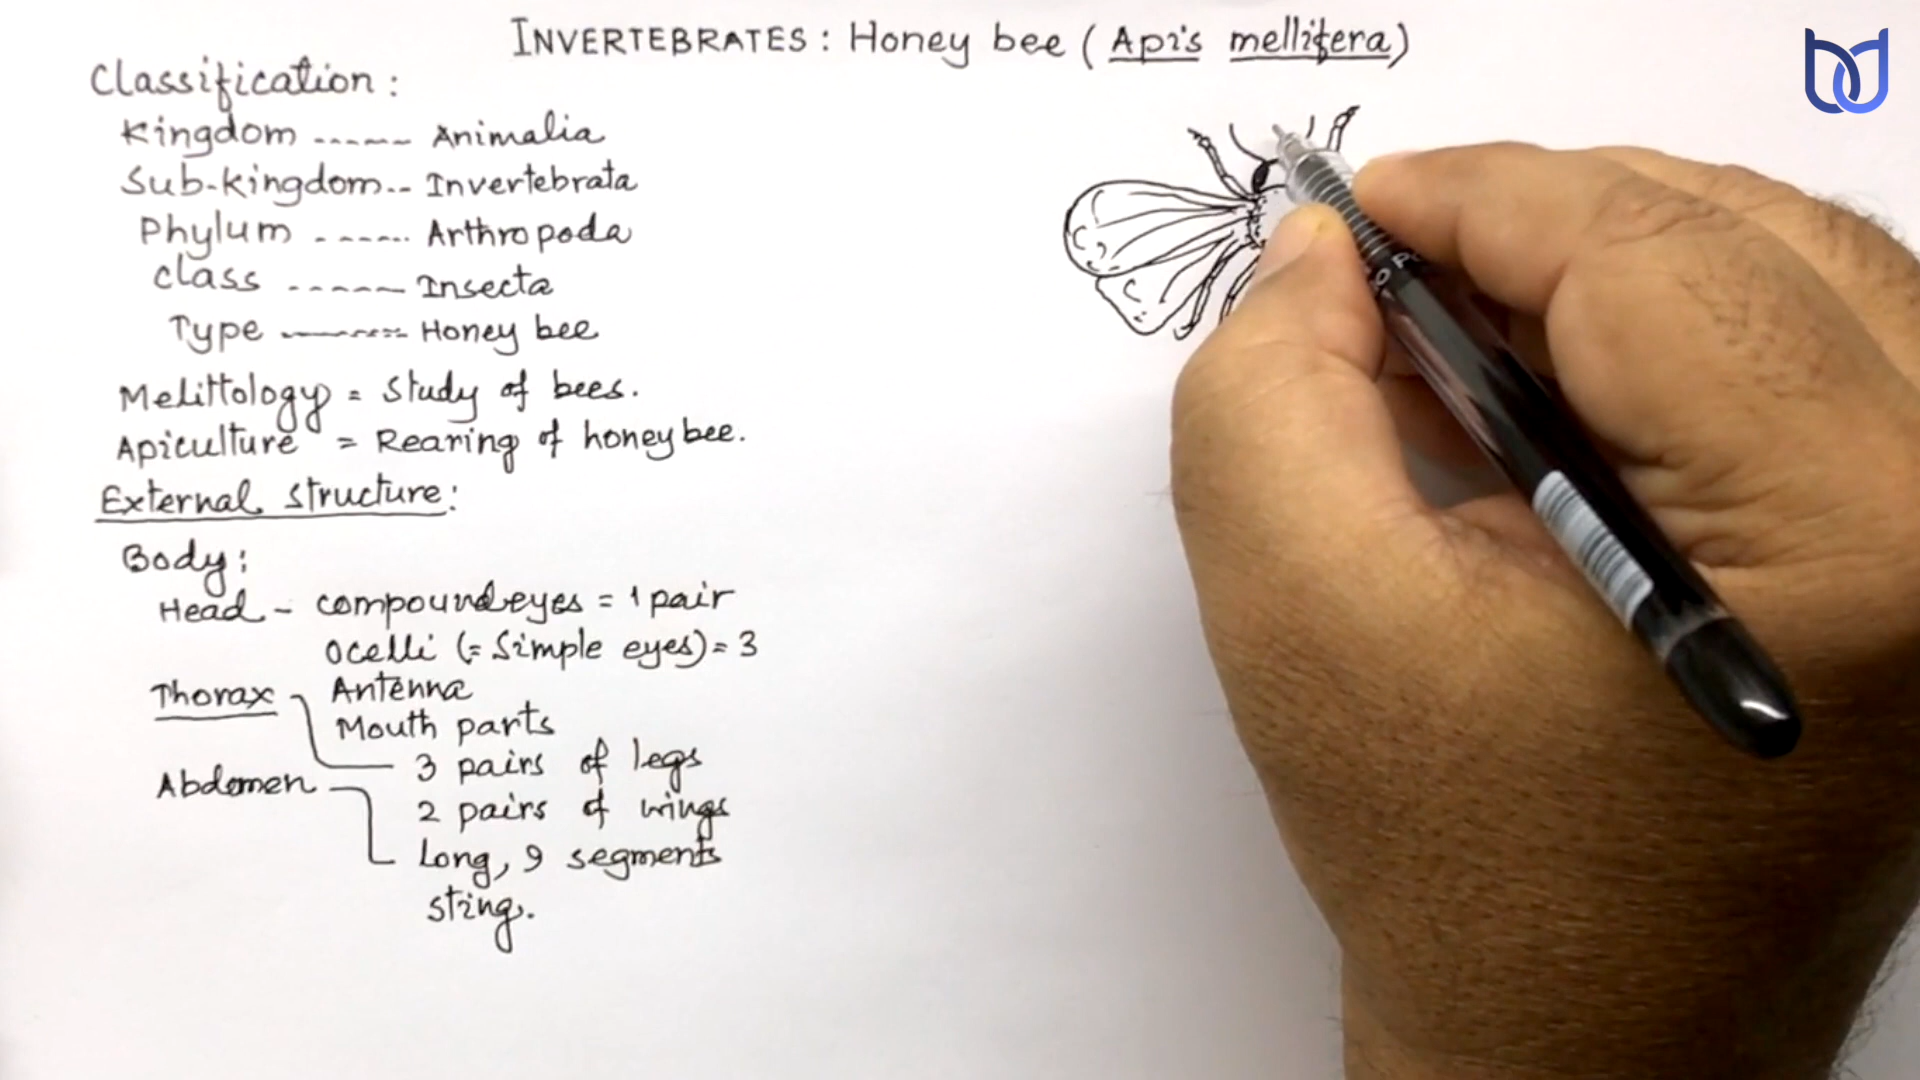 INVERTEBRATES: Honey bee (Apis mellifera)
Classification:
Kingdom ------ Animalia
Sub-kingdom--- Invertebrata
Phylum ------- Arthropoda
class ------- Insecta
Type --------- Honey bee
Melittology = Study of bees.
Apiculture = Rearing of honey bee.
External structure:
Body:
Head - compound eyes = 1 pair
Ocelli (= Simple eyes) = 3
Antenna
Mouth parts
Thorax
3 pairs of legs
2 pairs of wings
Abdomen
Long, 9 segments
sting.